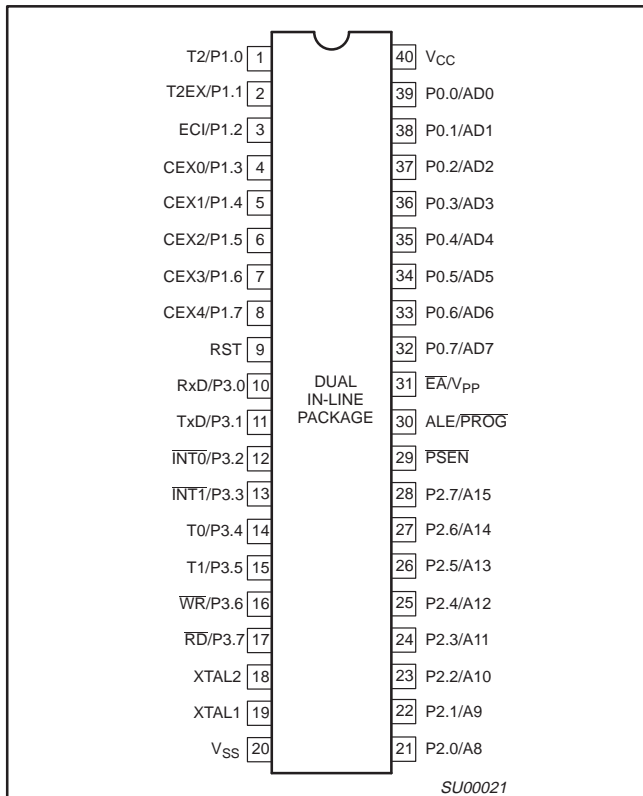 T2/P1.0 1
T2EX/P1.1 2
ECI/P1.2 3
CEX0/P1.3 4
CEX1/P1.4 5
CEX2/P1.5 6
CEX3/P1.6 7
CEX4/P1.7 8
RST 9
RxD/P3.0 10
TxD/P3.1 11
I̅N̅T̅0̅/P3.2 12
I̅N̅T̅1̅/P3.3 13
T0/P3.4 14
T1/P3.5 15
W̅R̅/P3.6 16
R̅D̅/P3.7 17
XTAL2 18
XTAL1 19
VSS 20
DUAL
IN-LINE
PACKAGE
40 VCC
39 P0.0/AD0
38 P0.1/AD1
37 P0.2/AD2
36 P0.3/AD3
35 P0.4/AD4
34 P0.5/AD5
33 P0.6/AD6
32 P0.7/AD7
31 E̅A̅/VPP
30 ALE/P̅R̅O̅G̅
29 P̅S̅E̅N̅
28 P2.7/A15
27 P2.6/A14
26 P2.5/A13
25 P2.4/A12
24 P2.3/A11
23 P2.2/A10
22 P2.1/A9
21 P2.0/A8
SU00021